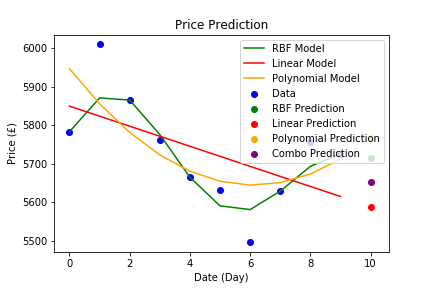 Price Prediction
6000
5900
5800
5700
5600
5500
Price (£)
RBF Model
Linear Model
Polynomial Model
Data
RBF Prediction
Linear Prediction
Polynomial Prediction
Combo Prediction
0
2
4
6
8
10
Date (Day)